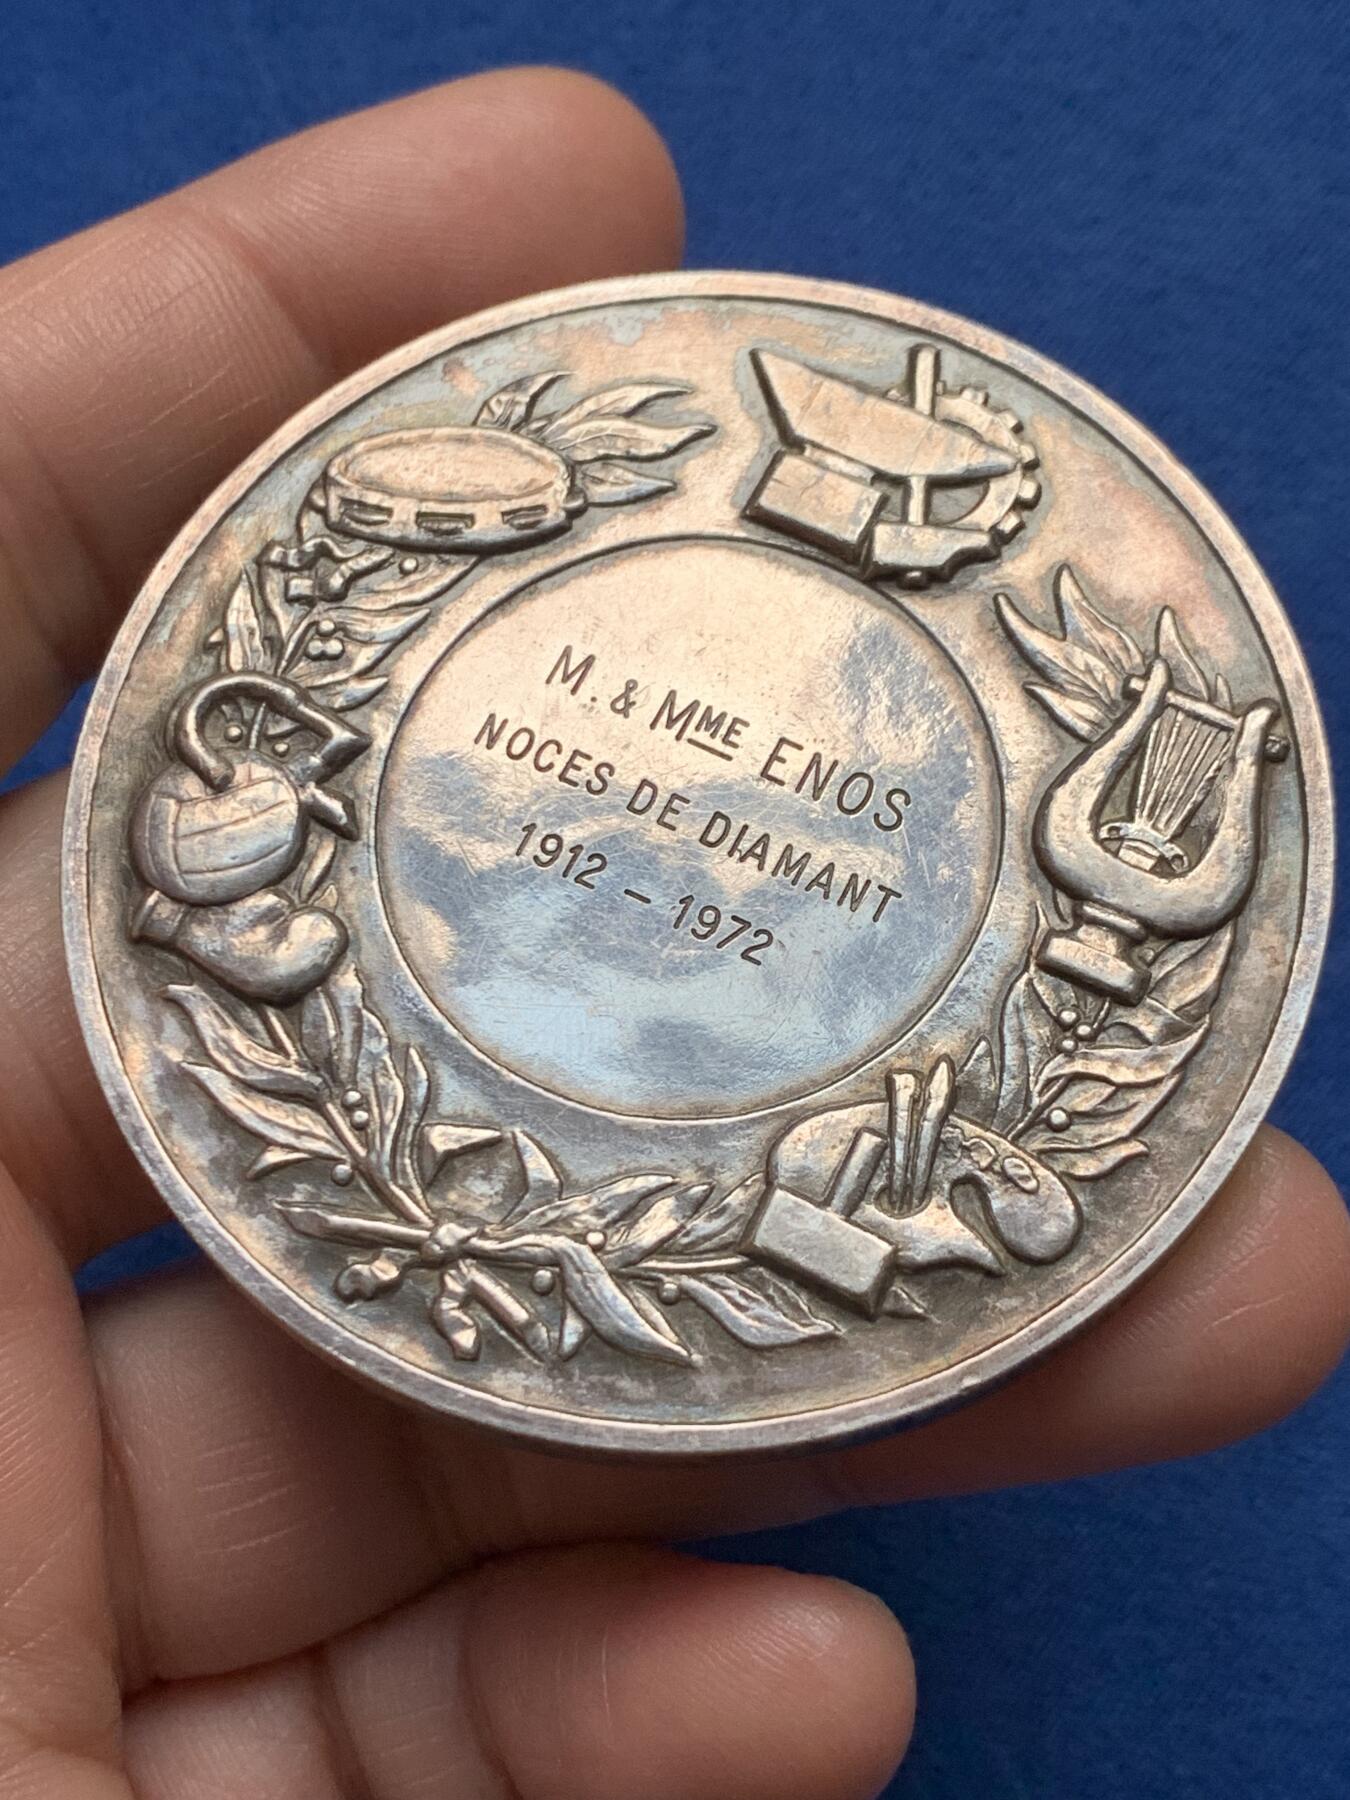 M. & MME ENOS
NOCES DE DIAMANT
1912 - 1972